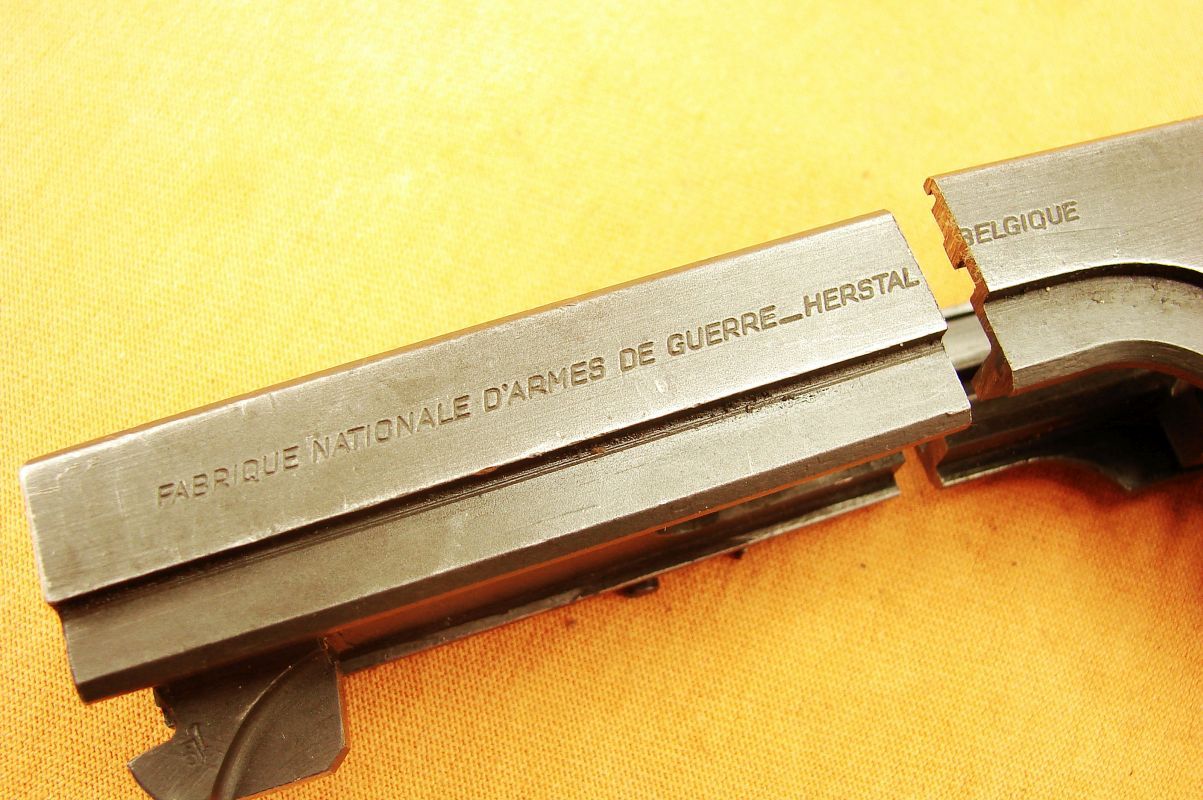 FABRIQUE NATIONALE D'ARMES DE GUERRE_HERSTAL BELGIQUE